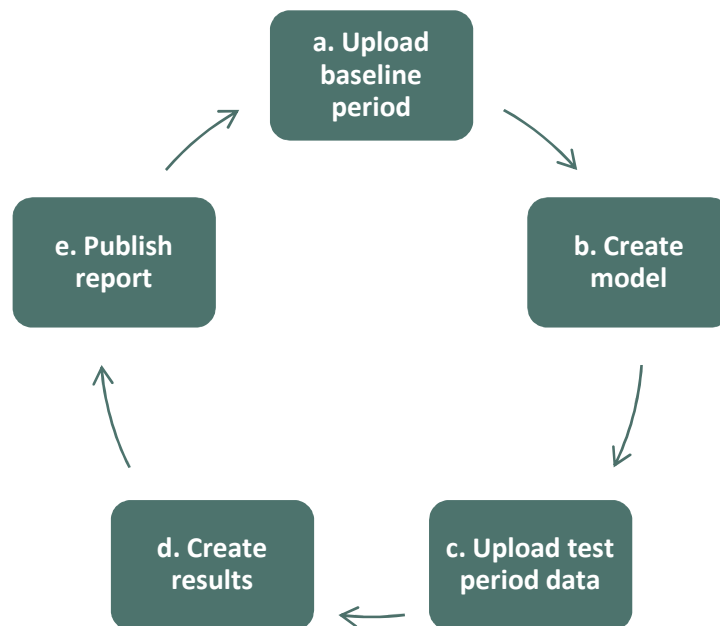 a. Upload
baseline
period
b. Create
model
c. Upload test
period data
d. Create
results
e. Publish
report